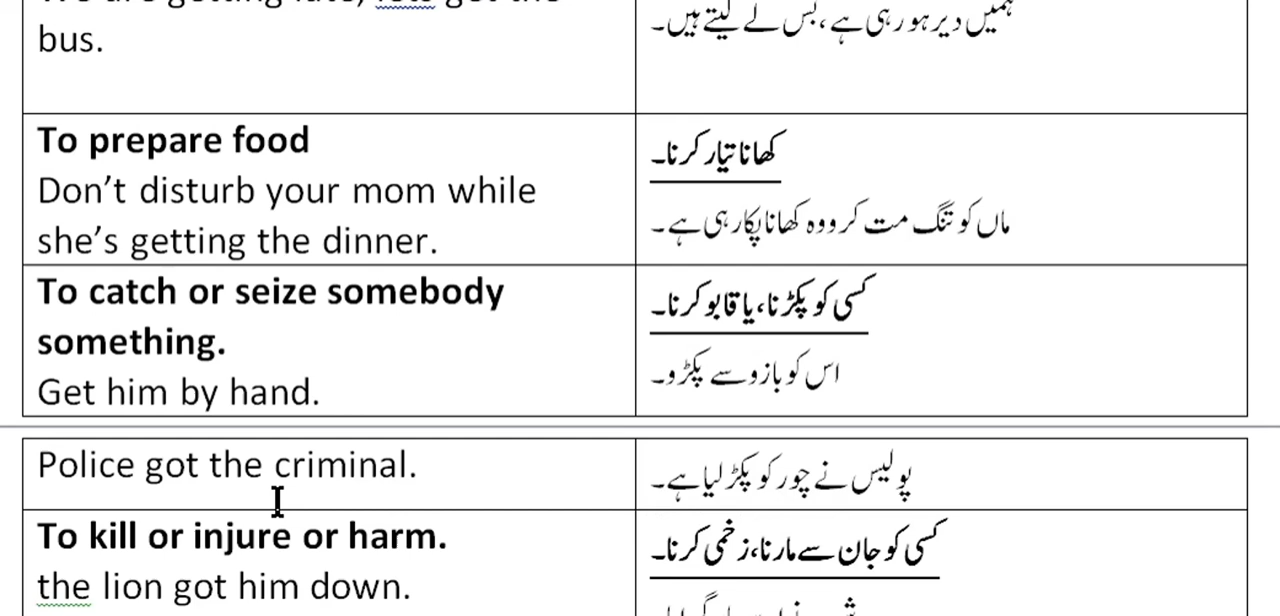 bus.
ہمیں دیر ہو رہی ہے، بس لے لیتے ہیں۔
To prepare food
Don’t disturb your mom while
she’s getting the dinner.
کھانا تیار کرنا۔
ماں کو تنگ مت کرو وہ کھانا پکا رہی ہے۔
To catch or seize somebody
something.
Get him by hand.
کسی کو پکڑنا، یا قابو کرنا۔
اس کو بازو سے پکڑو۔
Police got the criminal.
پولیس نے چور کو پکڑ لیا ہے۔
To kill or injure or harm.
the lion got him down.
کسی کو جان سے مارنا، زخمی کرنا۔